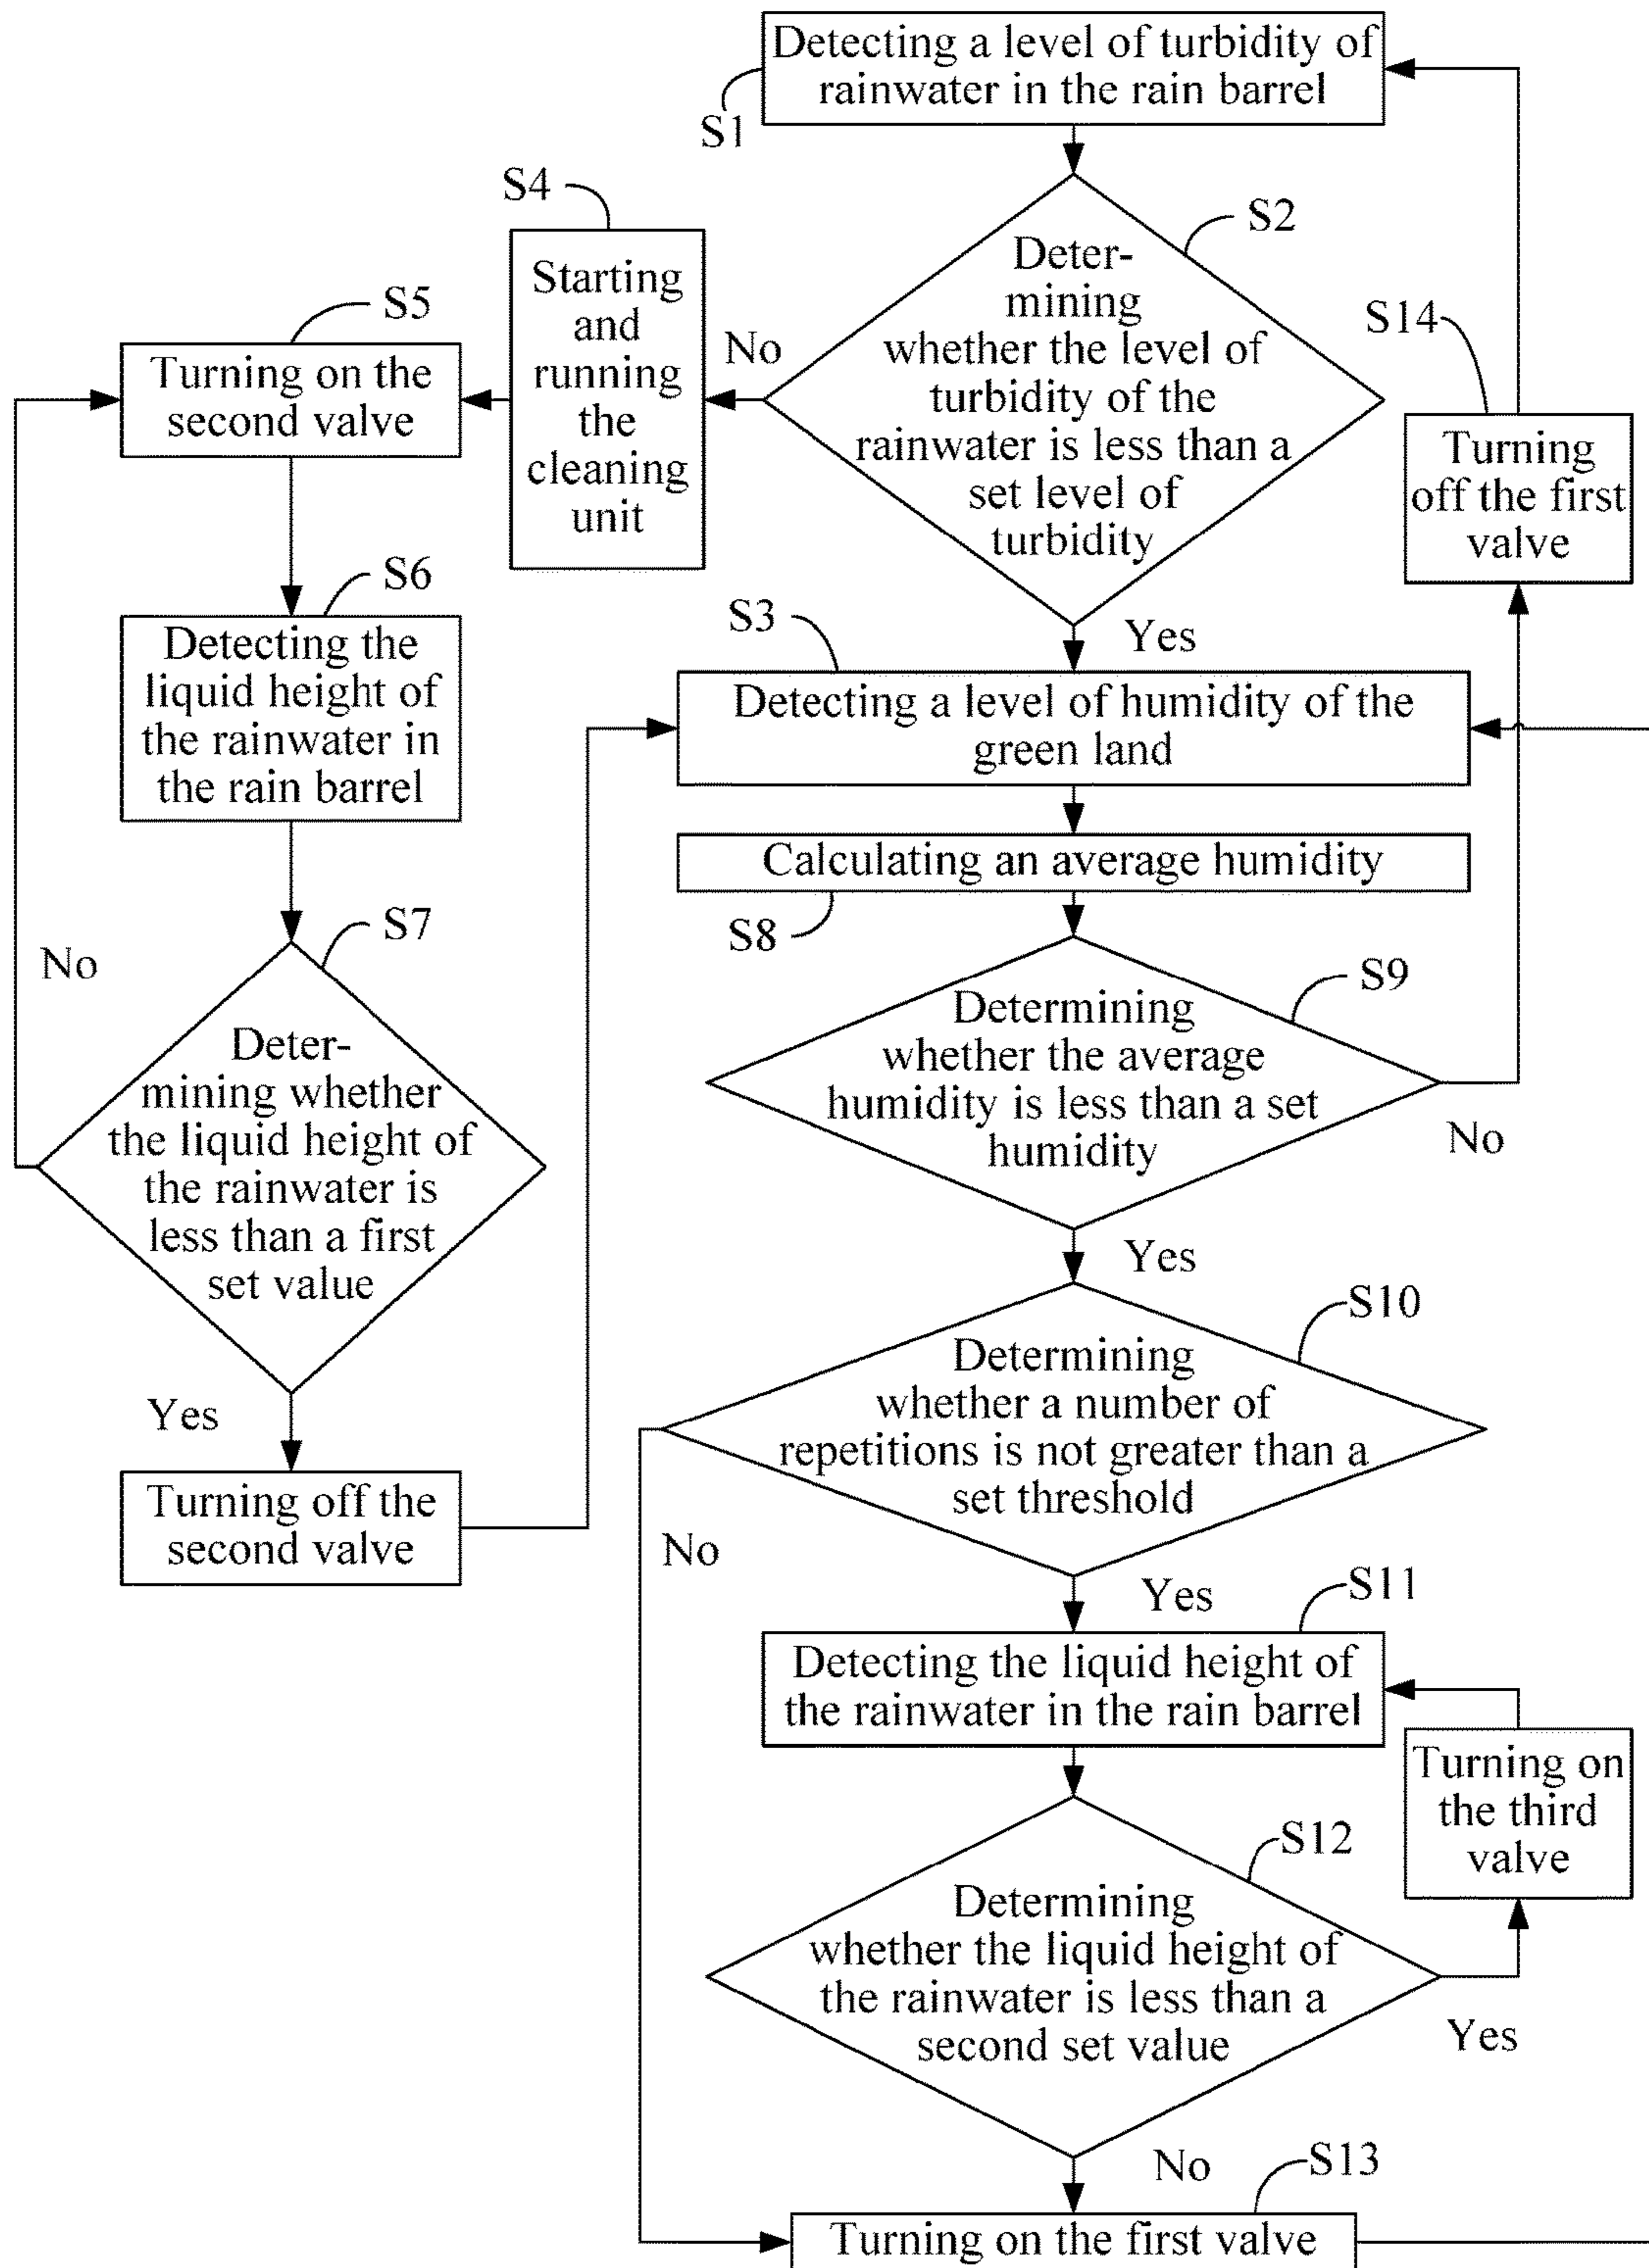 Detecting a level of turbidity of
rainwater in the rain barrel
S1
S2
Deter-
mining
whether the level of
turbidity of the
rainwater is less than a
set level of
turbidity
No
Yes
S4
Starting
and
running
the
cleaning
unit
S5
Turning on the
second valve
S6
Detecting the
liquid height of
the rainwater in
the rain barrel
S7
Deter-
mining whether
the liquid height of
the rainwater is
less than a first
set value
No
Yes
Turning off the
second valve
S14
Turning
off the first
valve
S3
Detecting a level of humidity of the
green land
Calculating an average humidity
S8
S9
Determining
whether the average
humidity is less than a set
humidity
No
Yes
S10
Determining
whether a number of
repetitions is not greater than a
set threshold
No
Yes
S11
Detecting the liquid height of
the rainwater in the rain barrel
Turning on
the third
valve
S12
Determining
whether the liquid height of
the rainwater is less than a
second set value
Yes
No
S13
Turning on the first valve